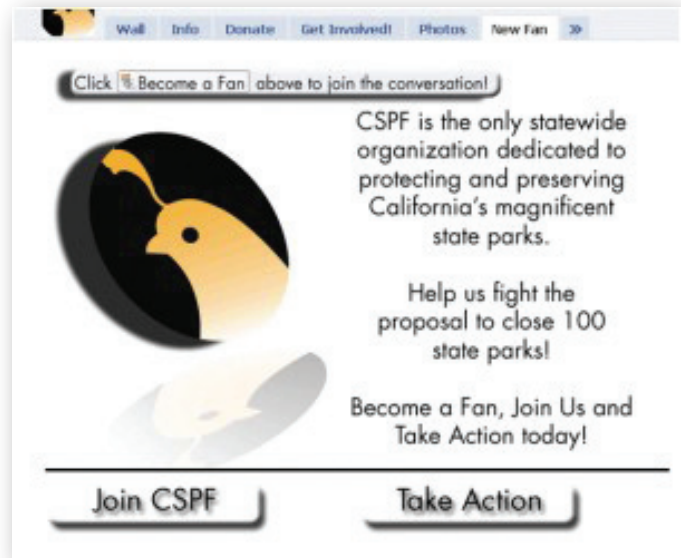 Wall Info Donate Get Involved! Photos New Fan »
Click Become a Fan above to join the conversation!
CSPF is the only statewide
organization dedicated to
protecting and preserving
California's magnificent
state parks.
Help us fight the
proposal to close 100
state parks!
Become a Fan, Join Us and
Take Action today!
Join CSPF
Take Action